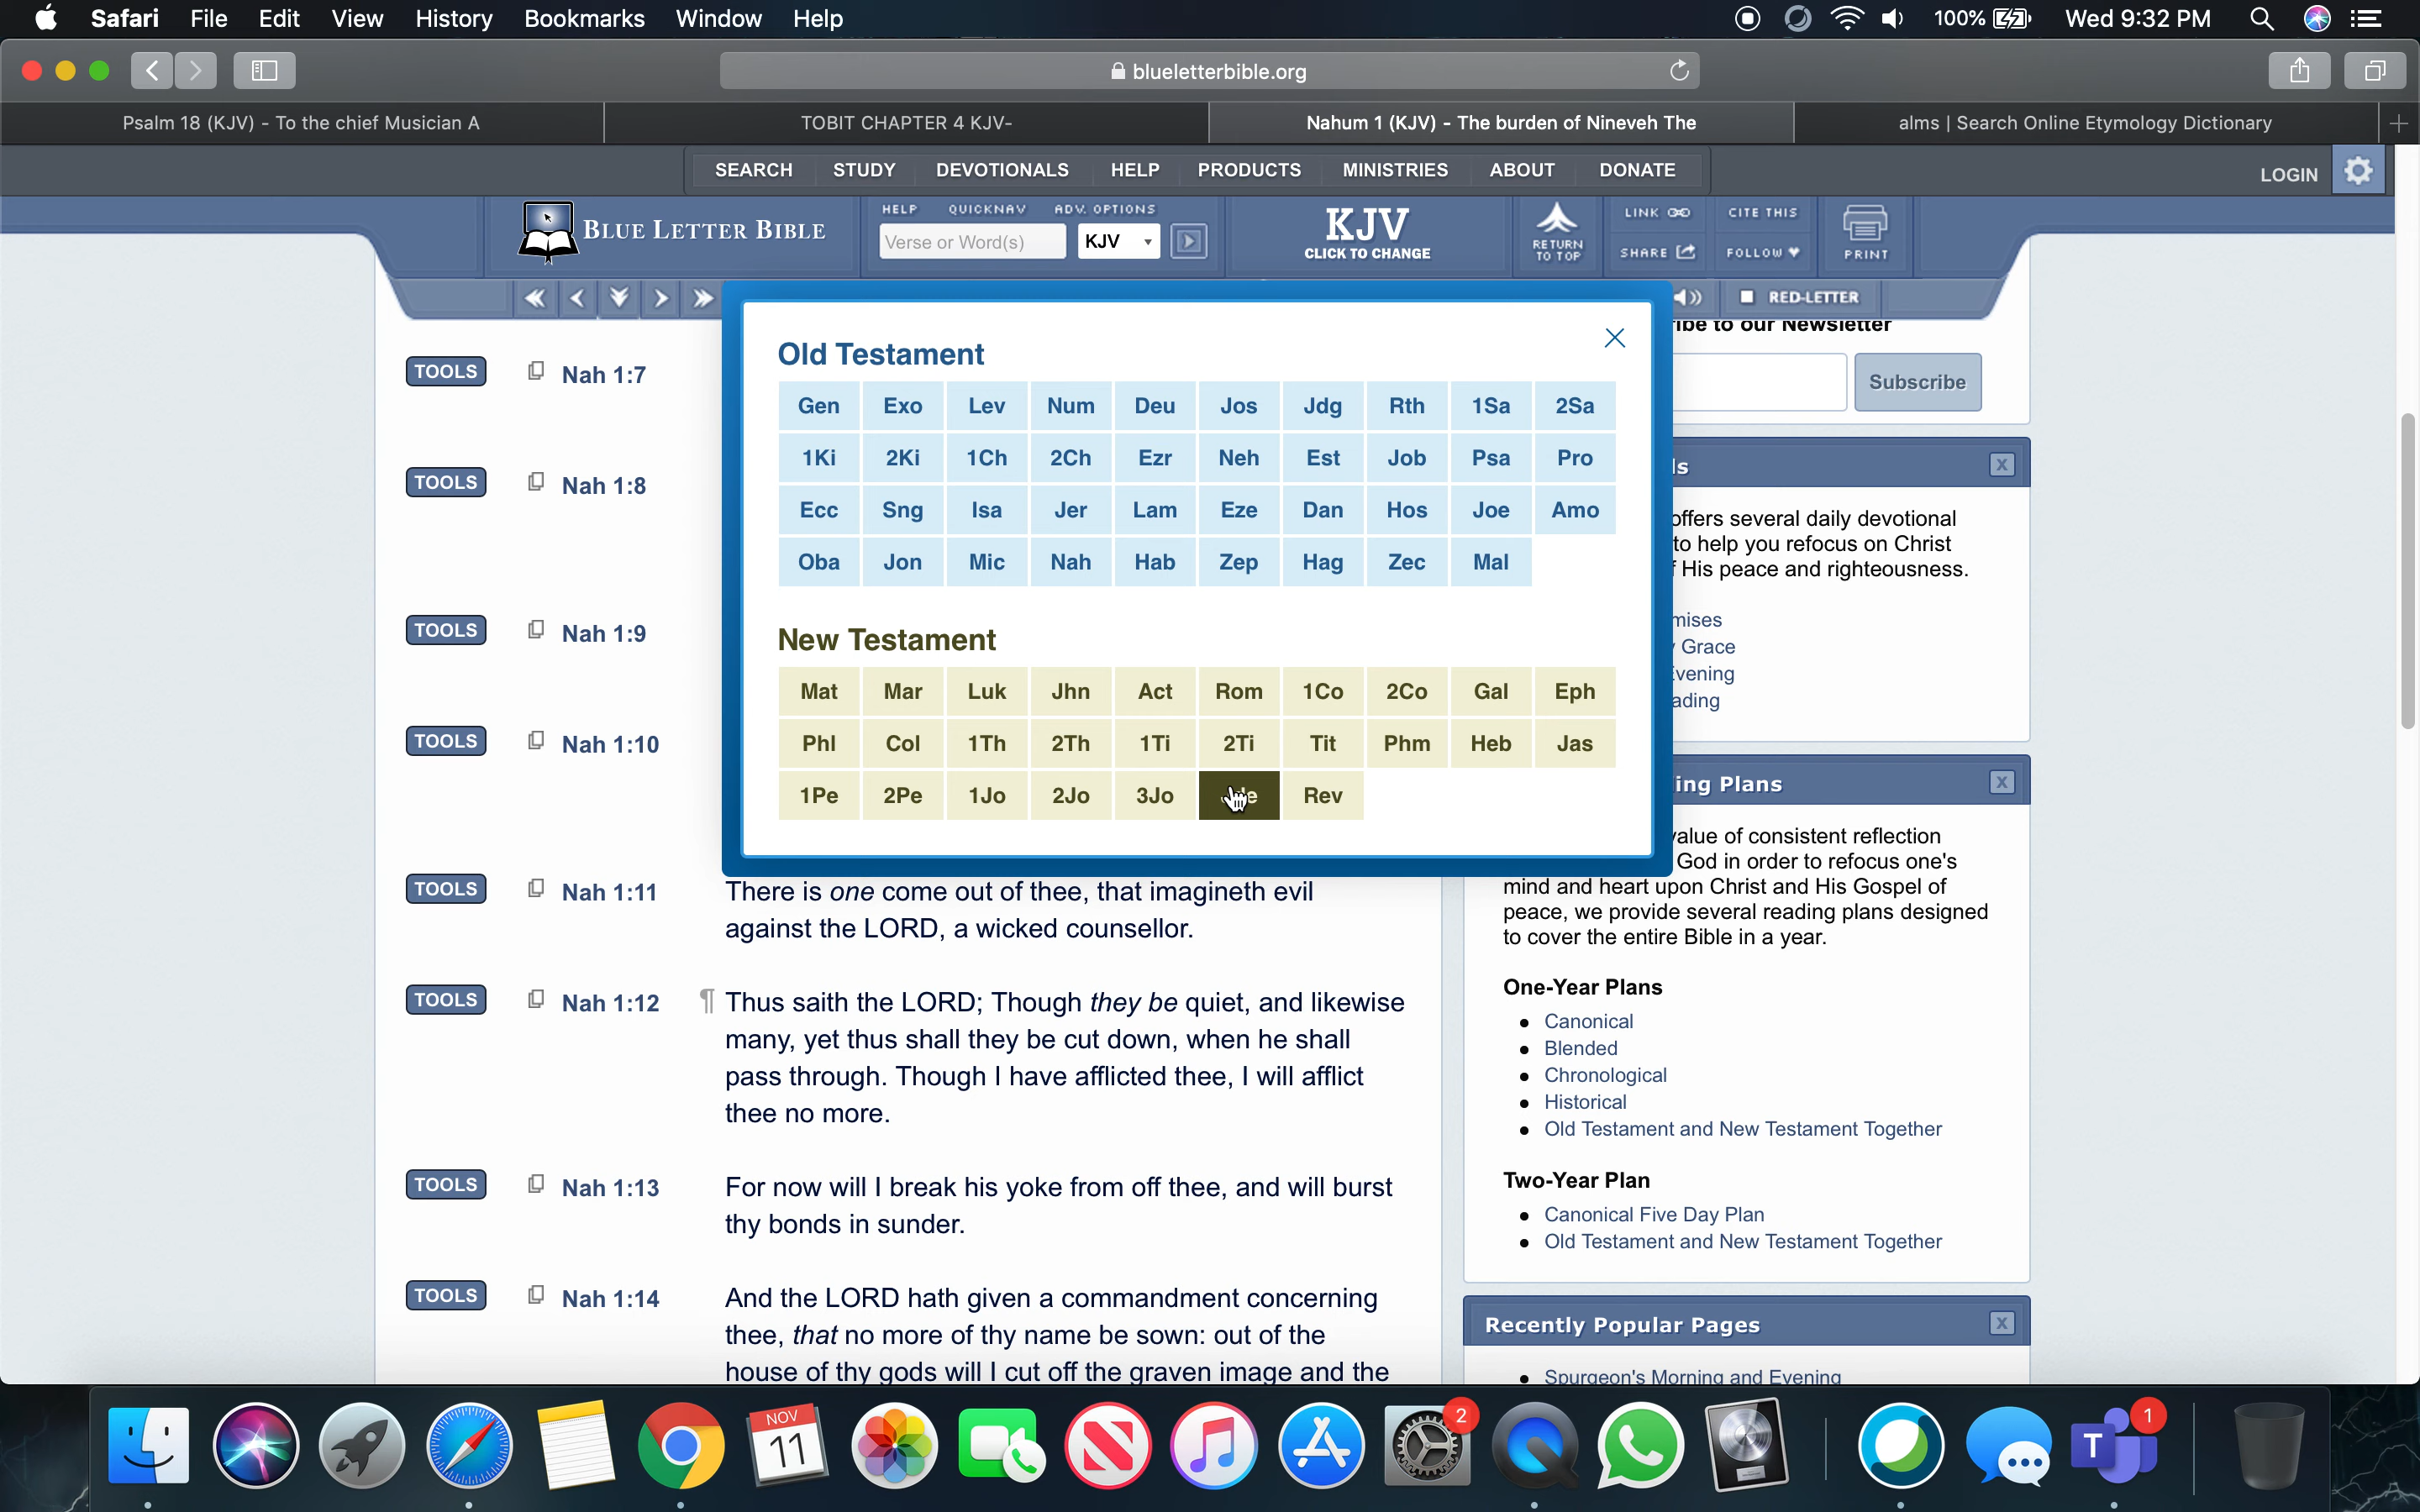 Safari File Edit View History Bookmarks Window Help 100% Wed 9:32 PM
blueletterbible.org
Psalm 18 (KJV) - To the chief Musician A
TOBIT CHAPTER 4 KJV-
Nahum 1 (KJV) - The burden of Nineveh The
alms | Search Online Etymology Dictionary
SEARCH STUDY DEVOTIONALS HELP PRODUCTS MINISTRIES ABOUT DONATE
LOGIN
BLUE LETTER BIBLE
HELP QUICKNAV ADV. OPTIONS
Verse or Word(s) KJV
KJV
CLICK TO CHANGE
RETURN
TO TOP
LINK
SHARE
CITE THIS
FOLLOW
PRINT
RED-LETTER
Old Testament
Gen Exo Lev Num Deu Jos Jdg Rth 1Sa 2Sa
1Ki 2Ki 1Ch 2Ch Ezr Neh Est Job Psa Pro
Ecc Sng Isa Jer Lam Eze Dan Hos Joe Amo
Oba Jon Mic Nah Hab Zep Hag Zec Mal
New Testament
Mat Mar Luk Jhn Act Rom 1Co 2Co Gal Eph
Phl Col 1Th 2Th 1Ti 2Ti Tit Phm Heb Jas
1Pe 2Pe 1Jo 2Jo 3Jo Rev
TOOLS Nah 1:7
TOOLS Nah 1:8
TOOLS Nah 1:9
TOOLS Nah 1:10
TOOLS Nah 1:11 There is one come out of thee, that imagineth evil
against the LORD, a wicked counsellor.
TOOLS Nah 1:12 ¶ Thus saith the LORD; Though they be quiet, and likewise
many, yet thus shall they be cut down, when he shall
pass through. Though I have afflicted thee, I will afflict
thee no more.
TOOLS Nah 1:13 For now will I break his yoke from off thee, and will burst
thy bonds in sunder.
TOOLS Nah 1:14 And the LORD hath given a commandment concerning
thee, that no more of thy name be sown: out of the
house of thy gods will I cut off the graven image and the
to our Newsletter
Subscribe
offers several daily devotional
to help you refocus on Christ
His peace and righteousness.
Grace
Evening
ing Plans
value of consistent reflection
God in order to refocus one's
mind and heart upon Christ and His Gospel of
peace, we provide several reading plans designed
to cover the entire Bible in a year.
One-Year Plans
Canonical
Blended
Chronological
Historical
Old Testament and New Testament Together
Two-Year Plan
Canonical Five Day Plan
Old Testament and New Testament Together
Recently Popular Pages
Spurgeon's Morning and Evening
NOV
11
2
T
1